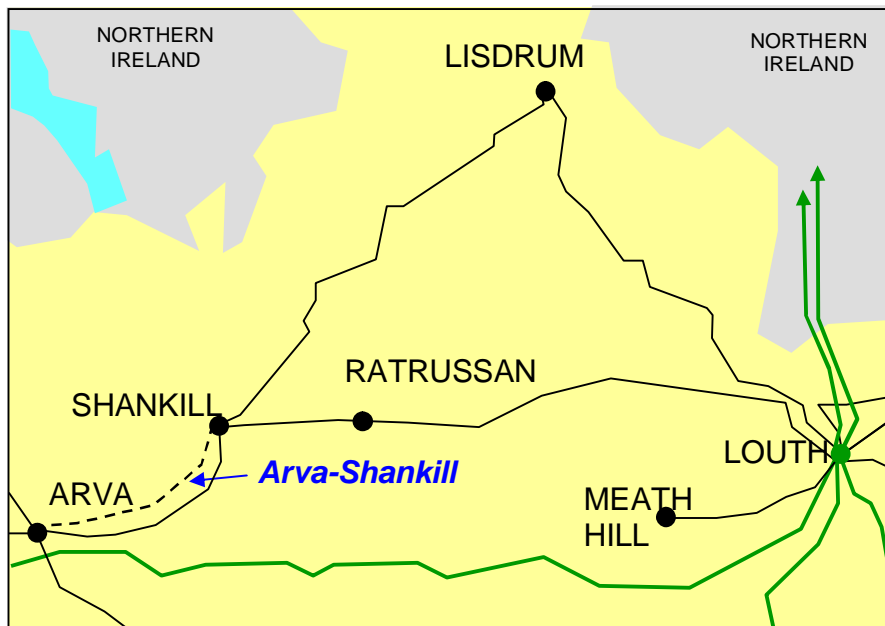 NORTHERN
IRELAND
NORTHERN
IRELAND
LISDRUM
RATRUSSAN
SHANKILL
LOUTH
Arva-Shankill
ARVA
MEATH
HILL